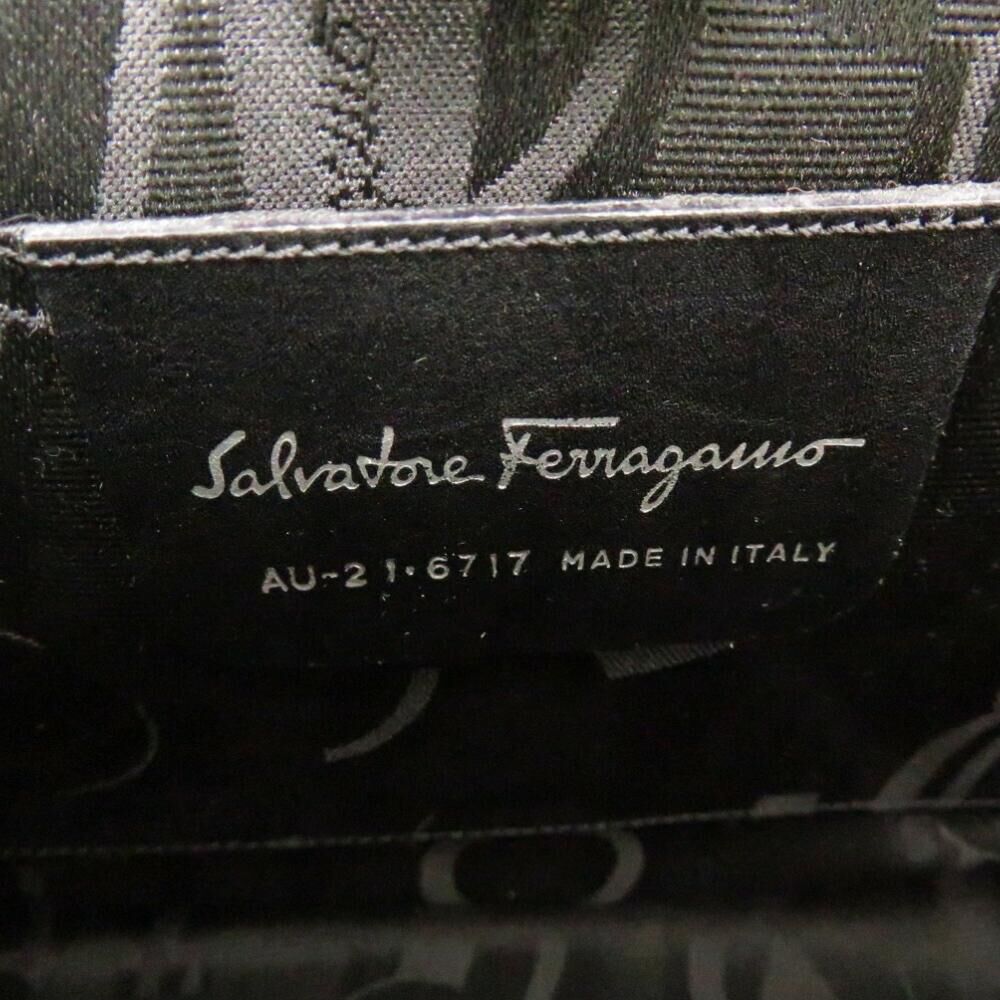 Salvatore Ferragamo
AU-21·6717 MADE IN ITALY